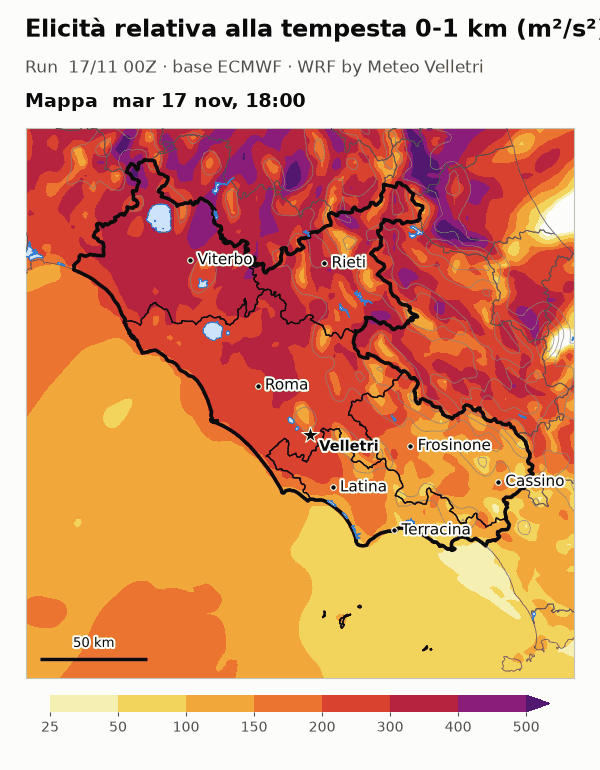 Elicità relativa alla tempesta 0-1 km (m²/s²)
Run  17/11 00Z · base ECMWF · WRF by Meteo Velletri
Mappa  mar 17 nov, 18:00
Viterbo
Rieti
Roma
Velletri
Frosinone
Latina
Cassino
Terracina
50 km
25 50 100 150 200 300 400 500